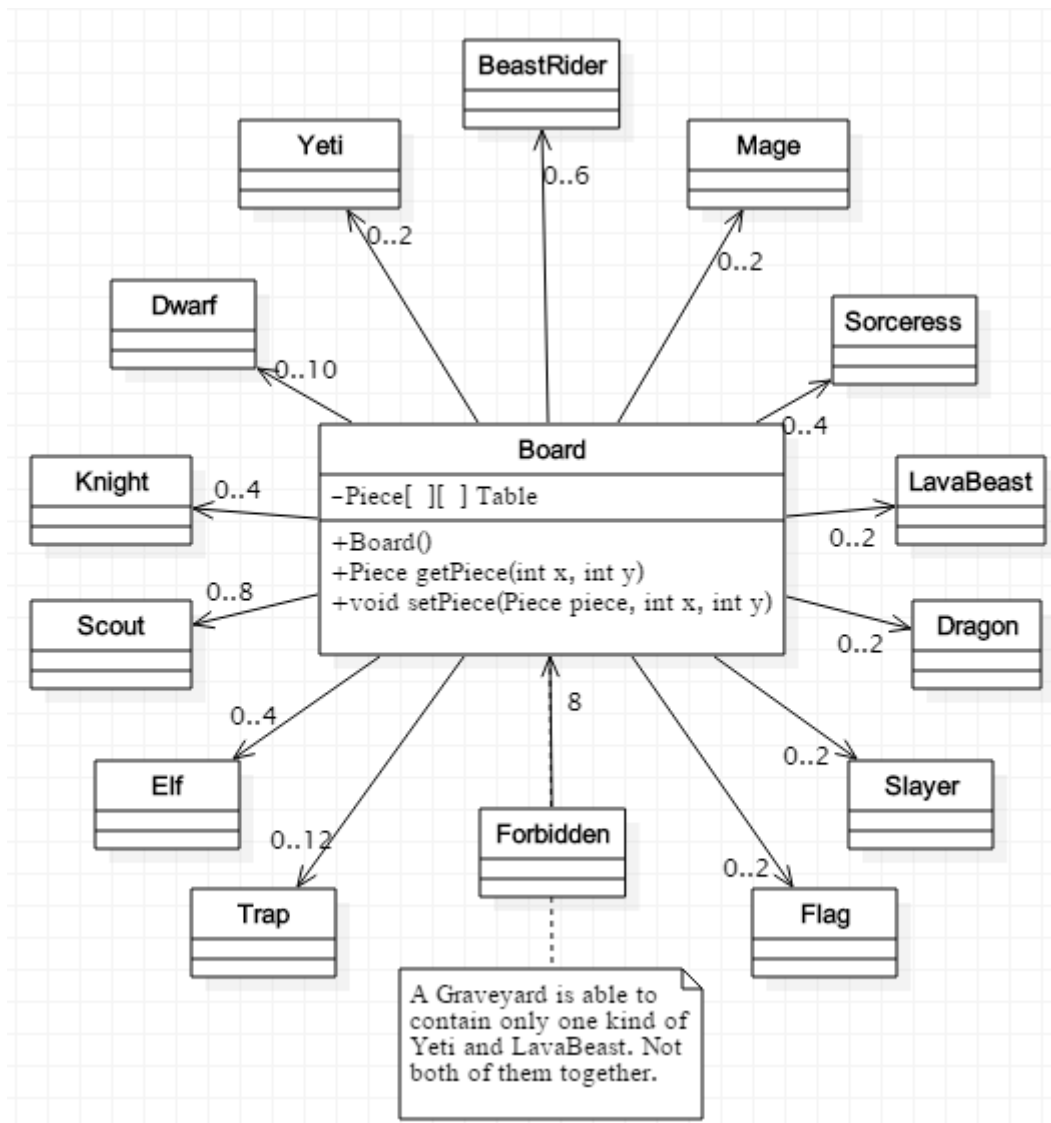 BeastRider
Yeti
Mage
0..6
0..2
0..2
Dwarf
Sorceress
0..10
0..4
Board
Knight
0..4
-Piece[ ][ ] Table
LavaBeast
0..2
+Board()
+Piece getPiece(int x, int y)
+void setPiece(Piece piece, int x, int y)
0..8
Scout
Dragon
0..2
0..4
8
0..2
Elf
Slayer
0..12
Forbidden
0..2
Trap
Flag
A Graveyard is able to
contain only one kind of
Yeti and LavaBeast. Not
both of them together.